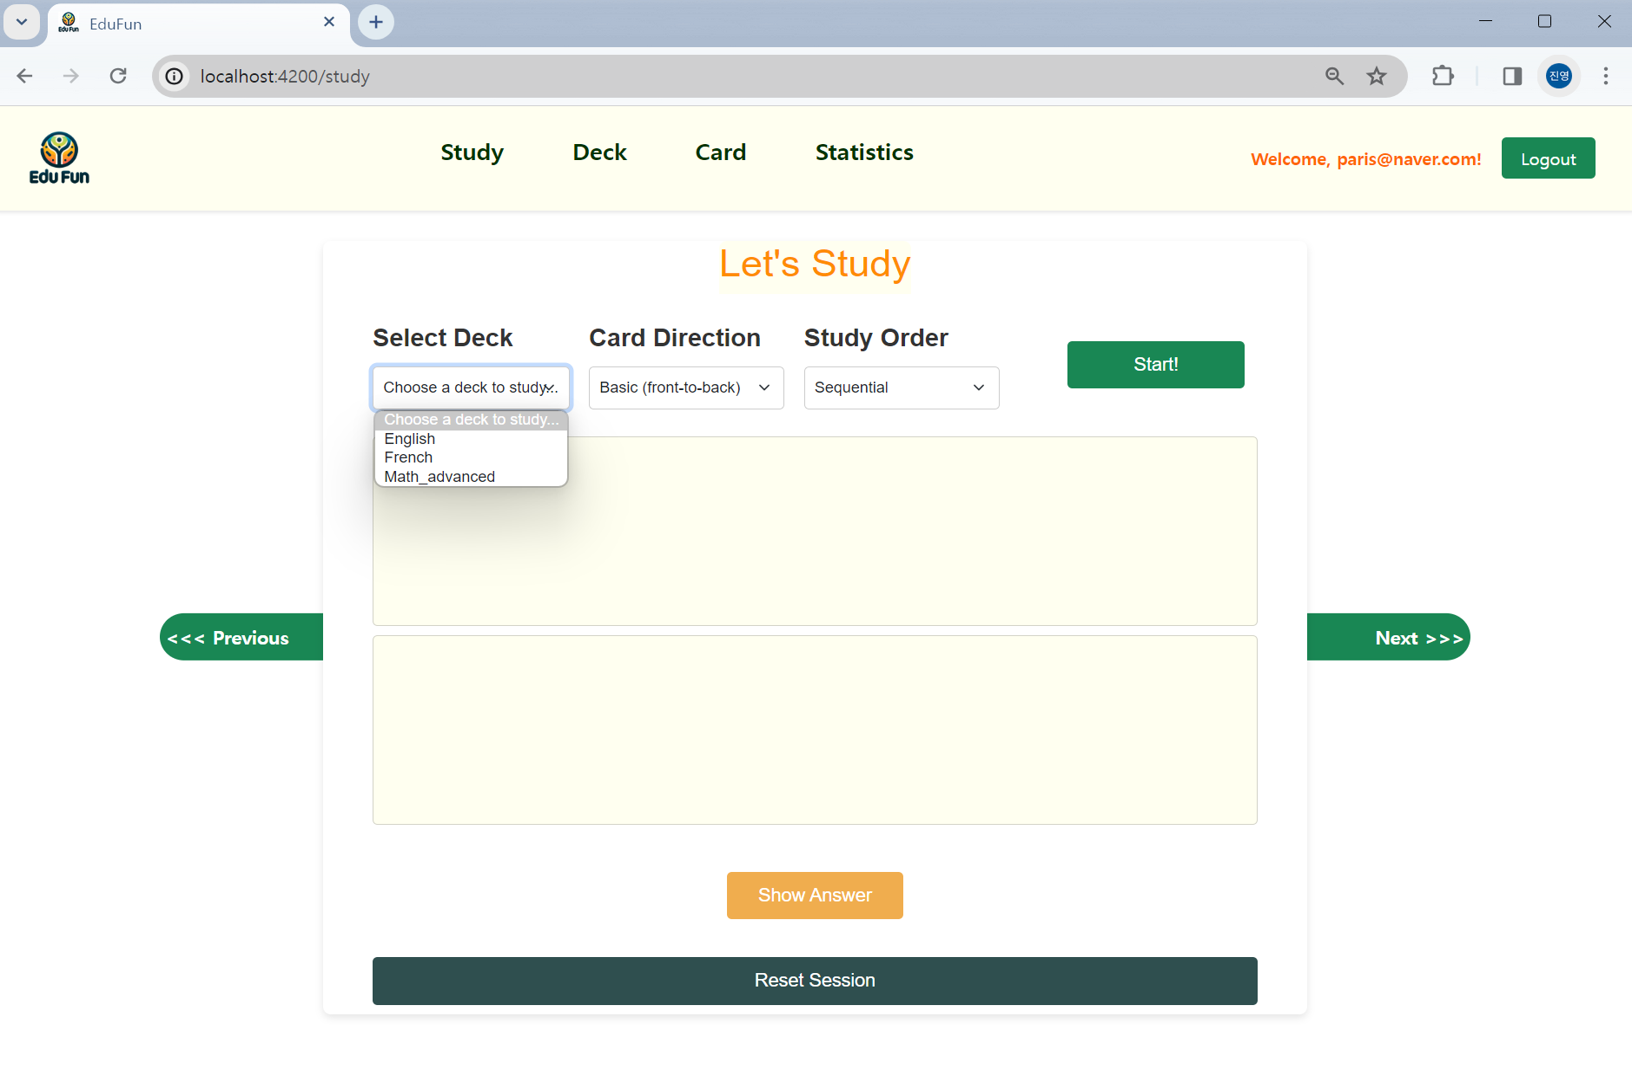 EduFun
localhost:4200/study
진영
Edu Fun
Study
Deck
Card
Statistics
Welcome, paris@naver.com!
Logout
Let's Study
Select Deck
Card Direction
Study Order
Start!
Choose a deck to study...
Basic (front-to-back)
Sequential
Choose a deck to study...
English
French
Math_advanced
<<< Previous
Next >>>
Show Answer
Reset Session